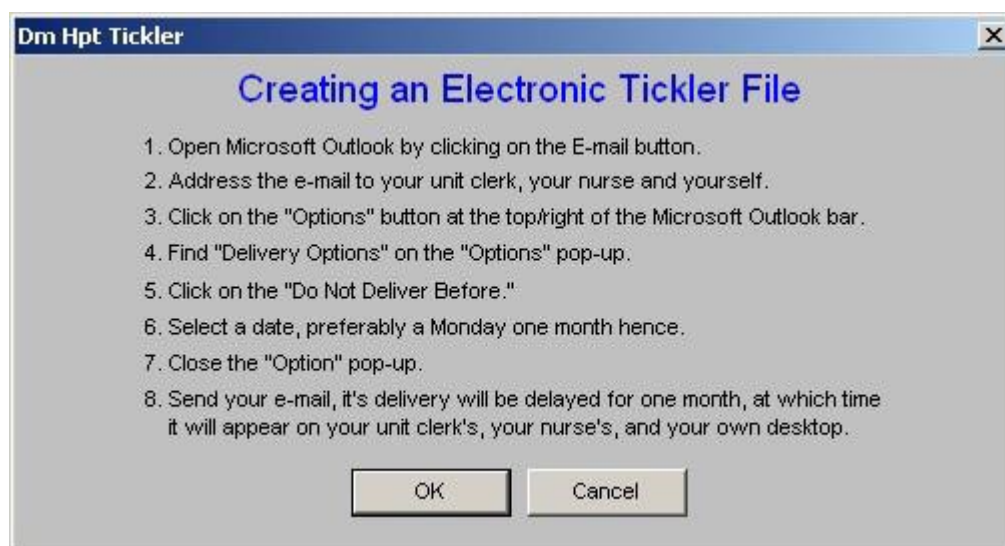 Dm Hpt Tickler
Creating an Electronic Tickler File
1. Open Microsoft Outlook by clicking on the E-mail button.
2. Address the e-mail to your unit clerk, your nurse and yourself.
3. Click on the "Options" button at the top/right of the Microsoft Outlook bar.
4. Find "Delivery Options" on the "Options" pop-up.
5. Click on the "Do Not Deliver Before."
6. Select a date, preferably a Monday one month hence.
7. Close the "Option" pop-up.
8. Send your e-mail, it's delivery will be delayed for one month, at which time
it will appear on your unit clerk's, your nurse's, and your own desktop.
OK Cancel